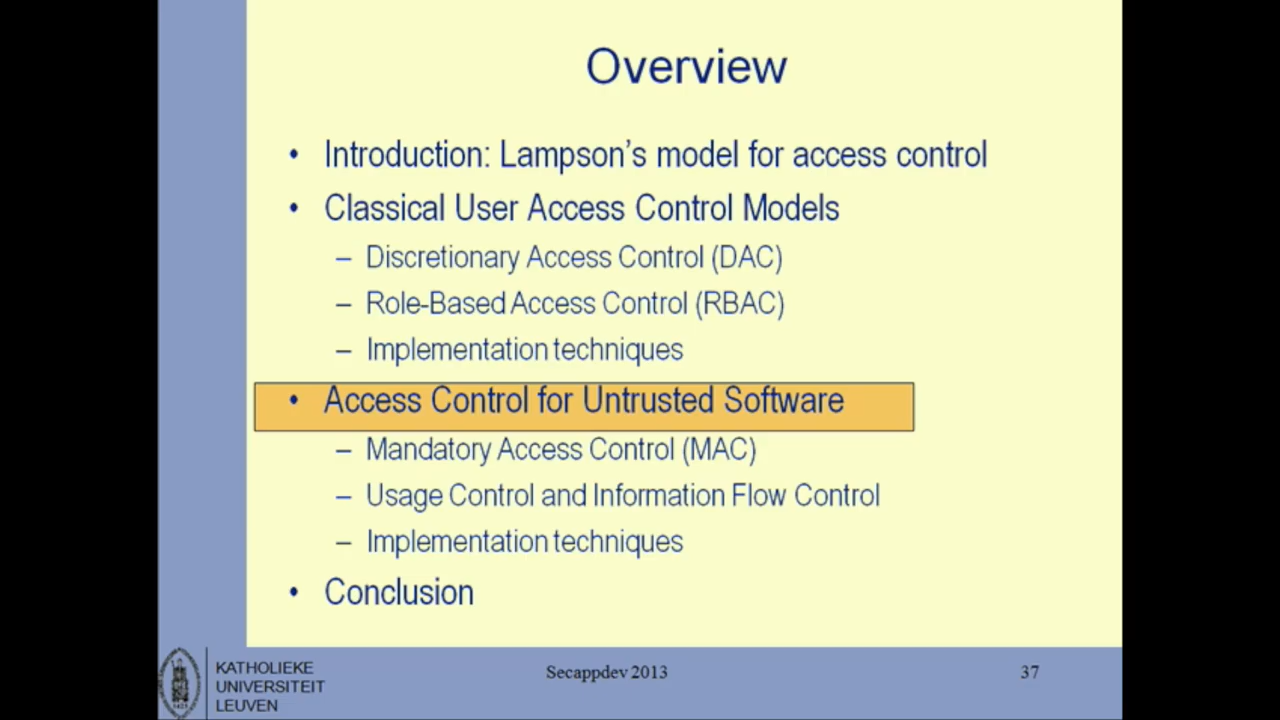 Overview
• Introduction: Lampson's model for access control
• Classical User Access Control Models
– Discretionary Access Control (DAC)
– Role-Based Access Control (RBAC)
– Implementation techniques
• Access Control for Untrusted Software
– Mandatory Access Control (MAC)
– Usage Control and Information Flow Control
– Implementation techniques
• Conclusion
KATHOLIEKE
UNIVERSITEIT
LEUVEN
Secappdev 2013
37